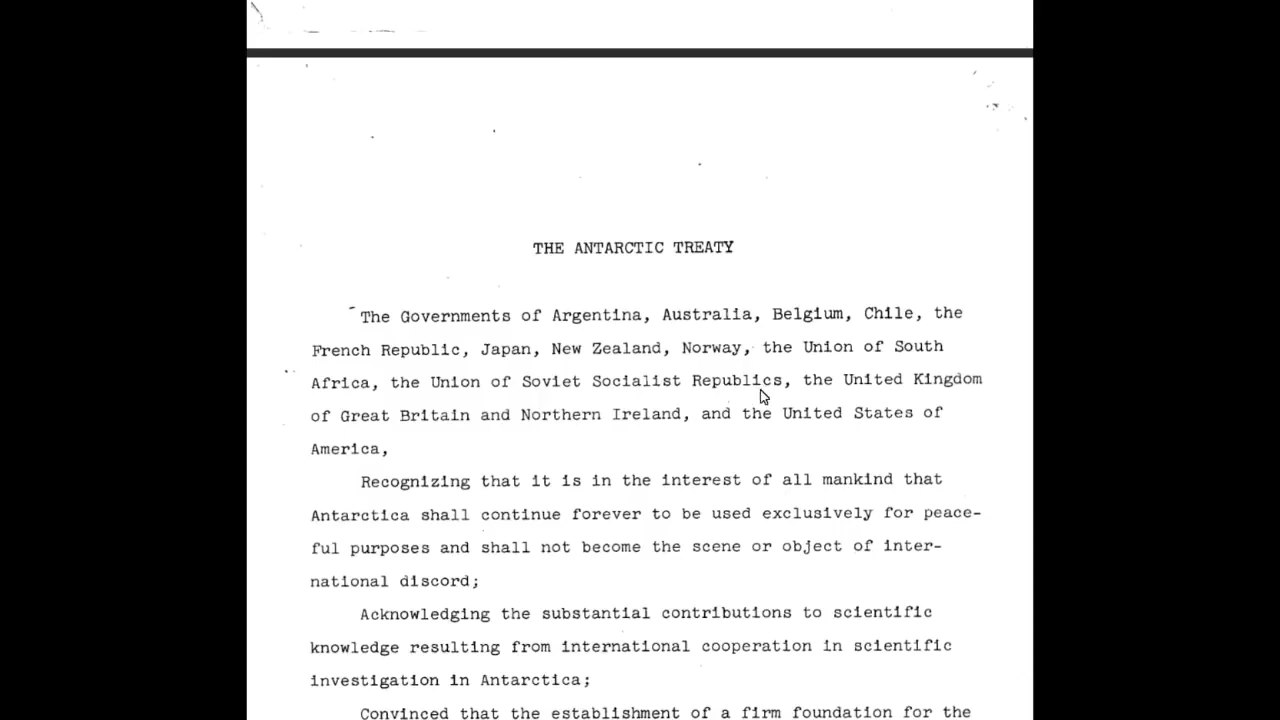 THE ANTARCTIC TREATY
The Governments of Argentina, Australia, Belgium, Chile, the
French Republic, Japan, New Zealand, Norway, the Union of South
Africa, the Union of Soviet Socialist Republics, the United Kingdom
of Great Britain and Northern Ireland, and the United States of
America,
Recognizing that it is in the interest of all mankind that
Antarctica shall continue forever to be used exclusively for peace-
ful purposes and shall not become the scene or object of inter-
national discord;
Acknowledging the substantial contributions to scientific
knowledge resulting from international cooperation in scientific
investigation in Antarctica;
Convinced that the establishment of a firm foundation for the